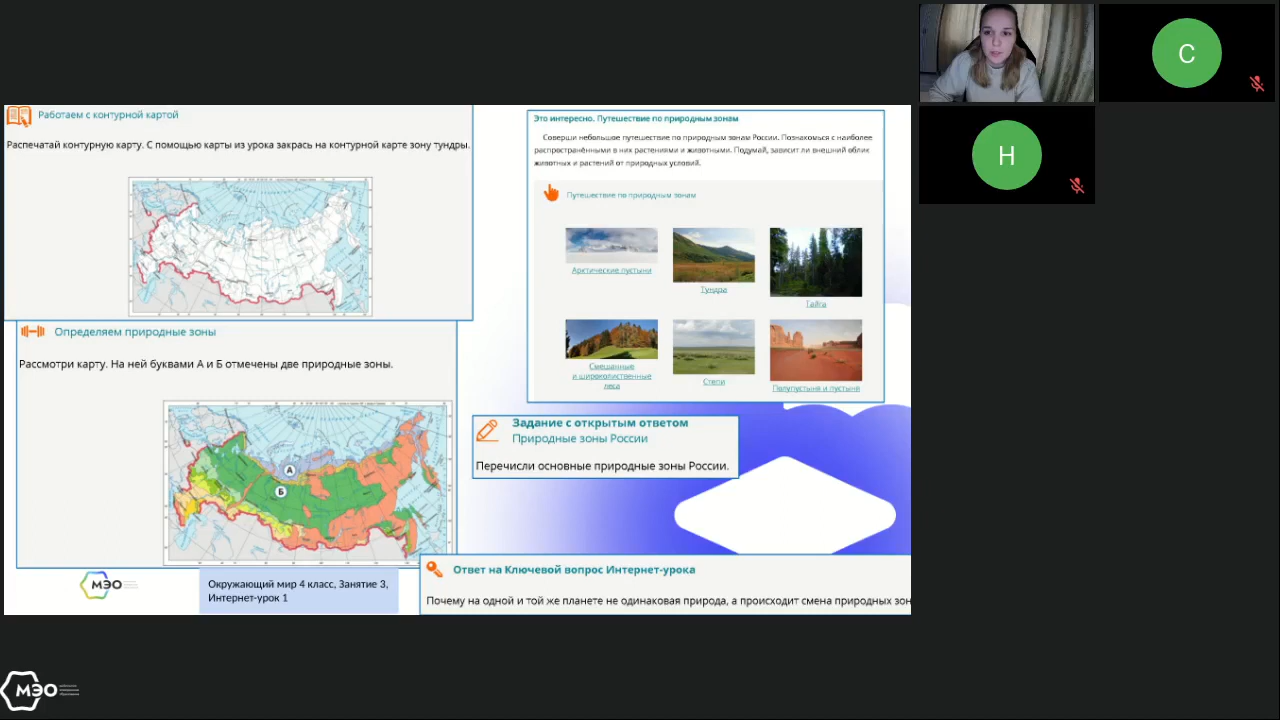 Работаем с контурной картой
Распечатай контурную карту. С помощью карты из урока закрась на контурной карте зону тундры.
Определяем природные зоны
Рассмотри карту. На ней буквами А и Б отмечены две природные зоны.
А
Б
МЭО
Окружающий мир 4 класс, Занятие 3,
Интернет-урок 1
Это интересно. Путешествие по природным зонам
Соверши небольшое путешествие по природным зонам России. Познакомься с наиболее
распространёнными в них растениями и животными. Подумай, зависит ли внешний облик
животных и растений от природных условий.
Путешествие по природным зонам
Арктические пустыни
Тундра
Тайга
Смешанные
и широколиственные
леса
Степи
Полупустыня и пустыня
Задание с открытым ответом
Природные зоны России
Перечисли основные природные зоны России.
Ответ на Ключевой вопрос Интернет-урока
Почему на одной и той же планете не одинаковая природа, а происходит смена природных зон
C
H
МЭО